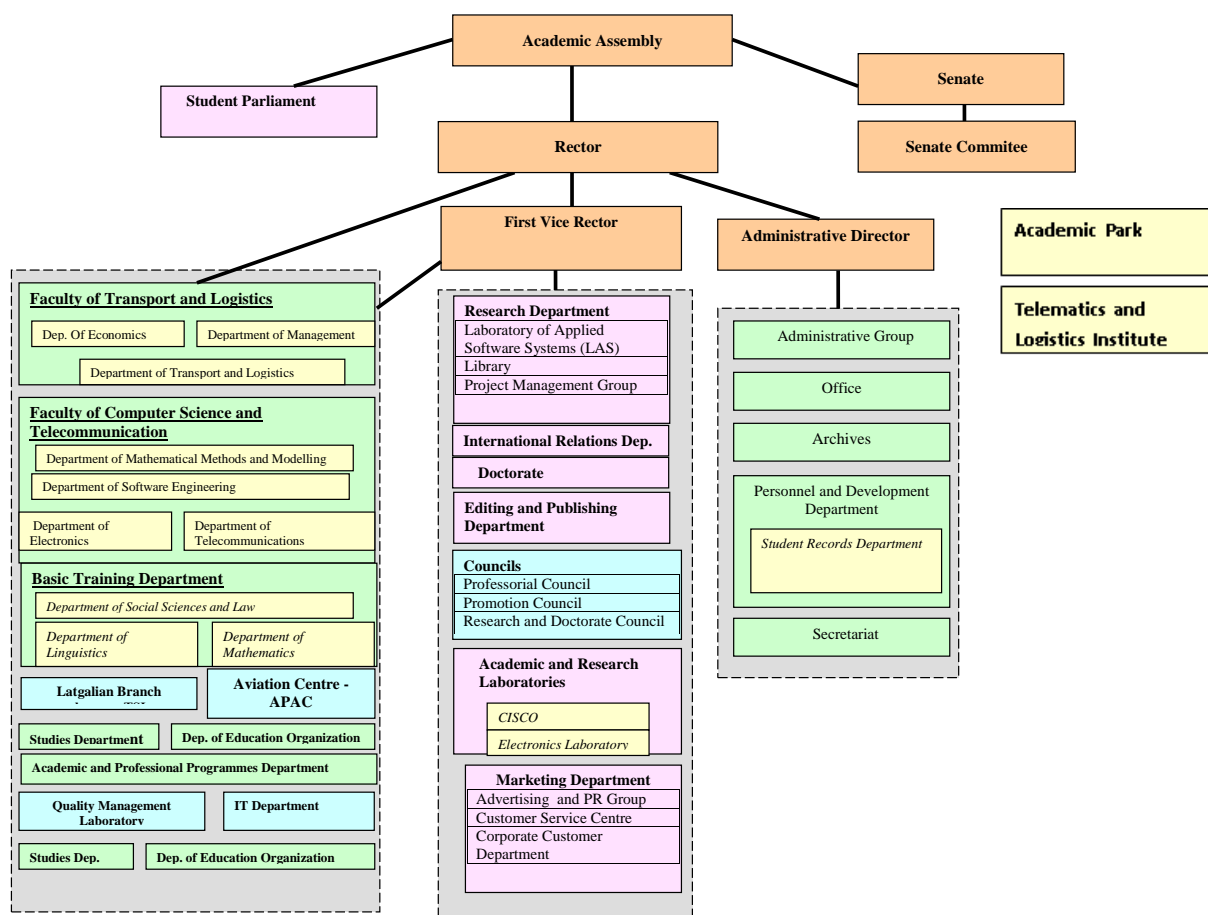 Academic Assembly
Student Parliament
Senate
Senate Commitee
Rector
First Vice Rector
Administrative Director
Academic Park
Telematics and
Logistics Institute
Faculty of Transport and Logistics
Dep. Of Economics
Department of Management
Department of Transport and Logistics
Faculty of Computer Science and
Telecommunication
Department of Mathematical Methods and Modelling
Department of Software Engineering
Department of
Electronics
Department of
Telecommunications
Basic Training Department
Department of Social Sciences and Law
Department of
Linguistics
Department of
Mathematics
Latgalian Branch
Aviation Centre -
APAC
Studies Department
Dep. of Education Organization
Academic and Professional Programmes Department
Quality Management
Laboratory
IT Department
Studies Dep.
Dep. of Education Organization
Research Department
Laboratory of Applied
Software Systems (LAS)
Library
Project Management Group
International Relations Dep.
Doctorate
Editing and Publishing
Department
Councils
Professorial Council
Promotion Council
Research and Doctorate Council
Academic and Research
Laboratories
CISCO
Electronics Laboratory
Marketing Department
Advertising and PR Group
Customer Service Centre
Corporate Customer
Department
Administrative Group
Office
Archives
Personnel and Development
Department
Student Records Department
Secretariat